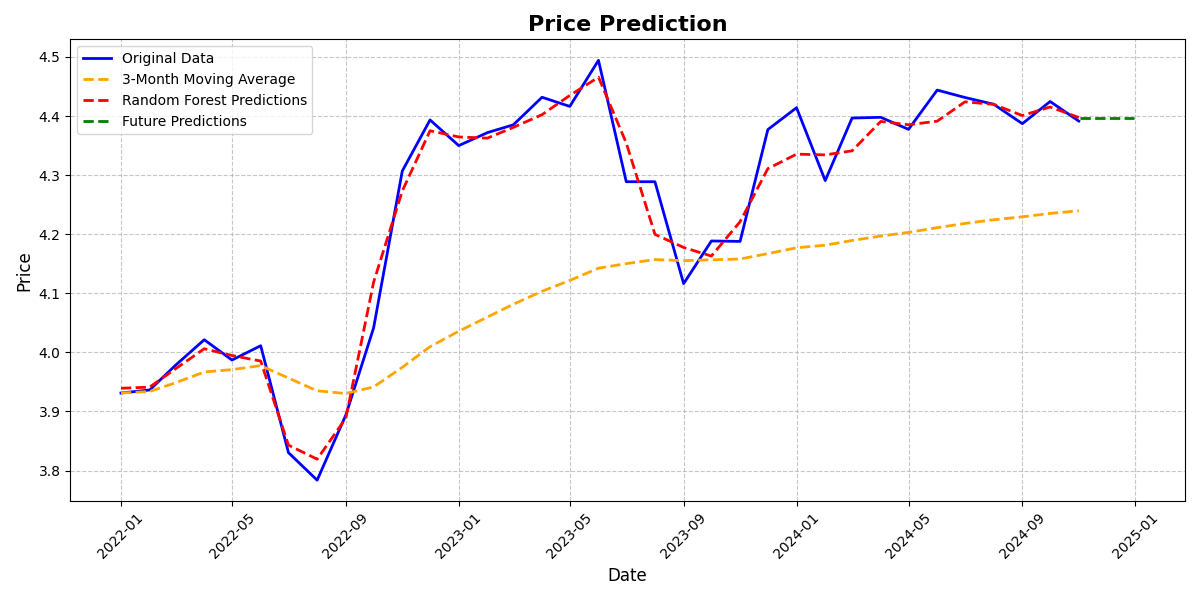 Price Prediction
Original Data
3-Month Moving Average
Random Forest Predictions
Future Predictions
Price
4.5
4.4
4.3
4.2
4.1
4.0
3.9
3.8
2022-01
2022-05
2022-09
2023-01
2023-05
2023-09
2024-01
2024-05
2024-09
2025-01
Date